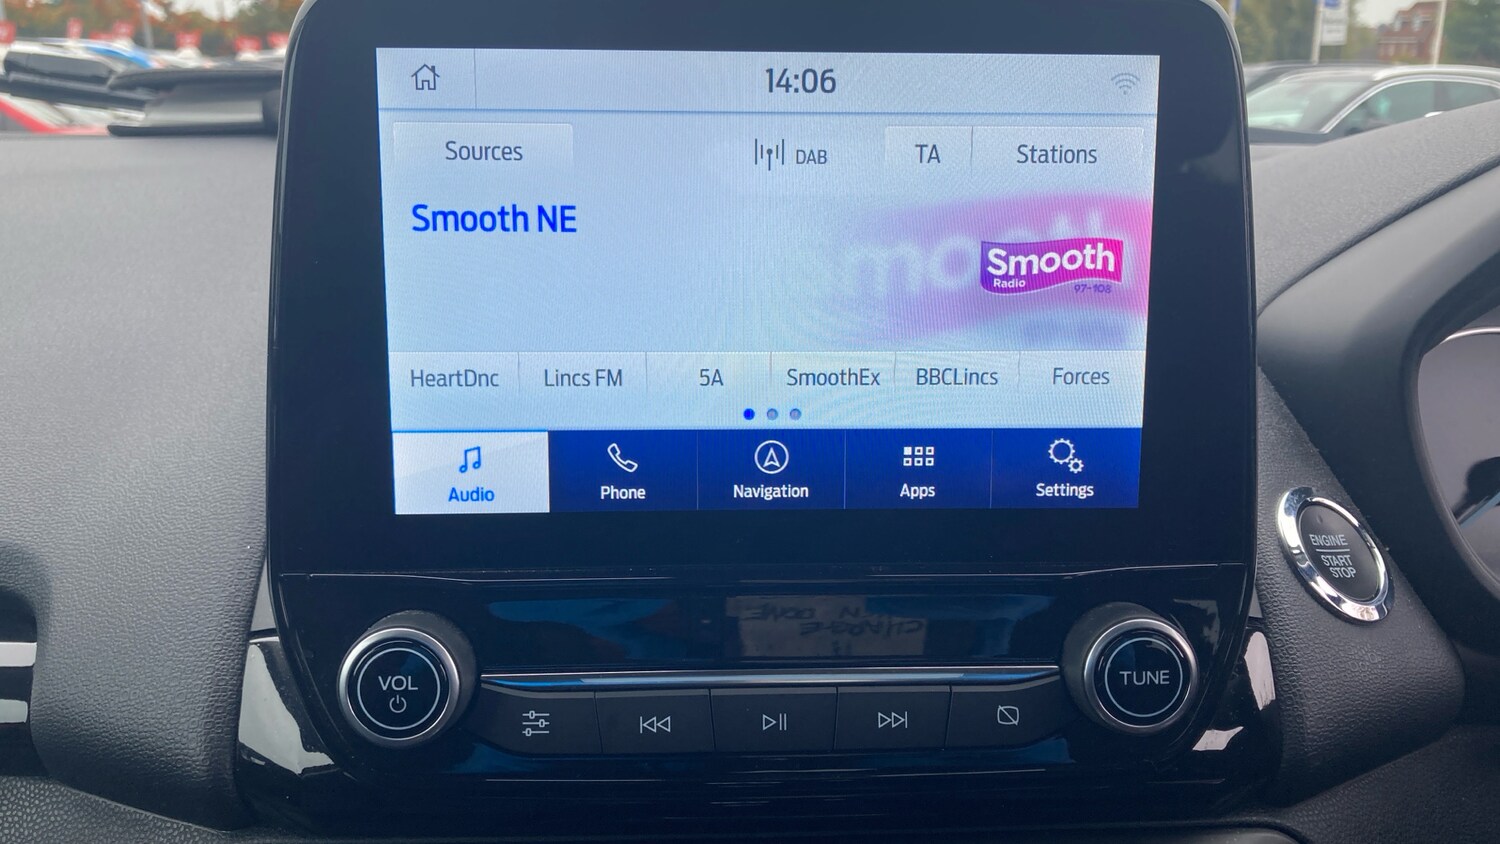 14:06
Sources
DAB
TA
Stations
Smooth NE
smooth
Smooth
Radio
97-108
HeartDnc
Lincs FM
5A
SmoothEx
BBCLincs
Forces
Audio
Phone
Navigation
Apps
Settings
ENGINE
START
STOP
VOL
TUNE